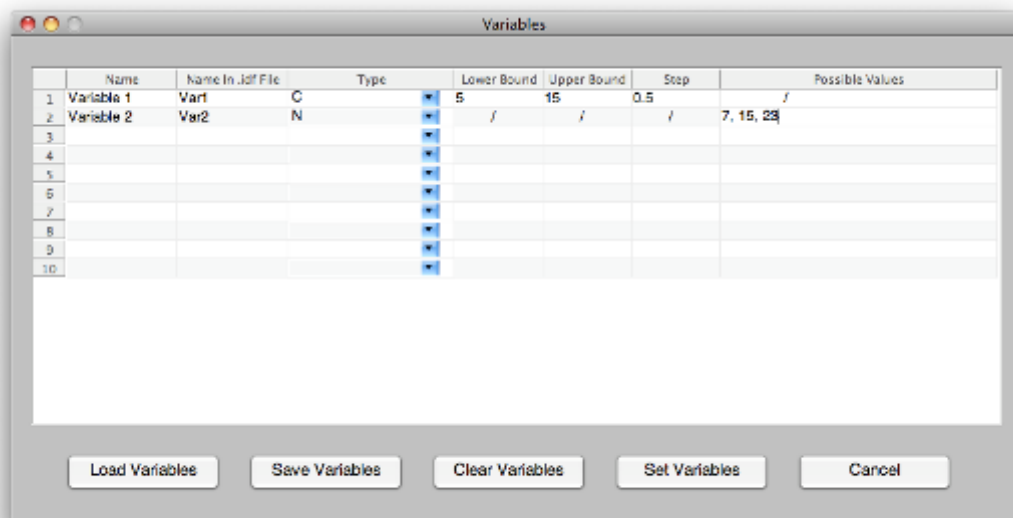 Variables
Name Name In .idf File Type Lower Bound Upper Bound Step Possible Values
1 Variable 1 Var1 C 5 15 0.5 /
2 Variable 2 Var2 N / / / 7, 15, 23
3
4
5
6
7
8
9
10
Load Variables Save Variables Clear Variables Set Variables Cancel